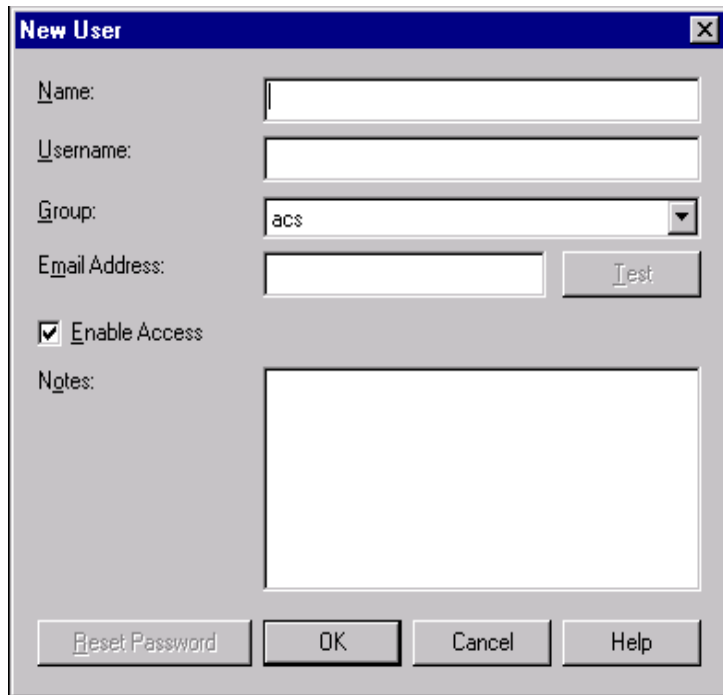 New User
Name:
Username:
Group:
acs
Email Address:
Test
Enable Access
Notes:
Reset Password
OK
Cancel
Help